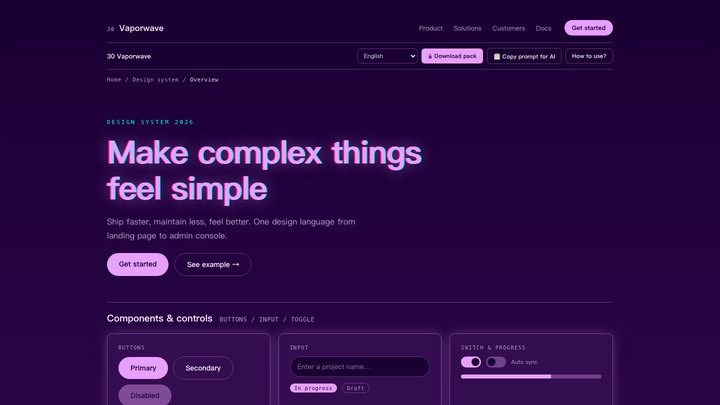 30 Vaporwave
Product Solutions Customers Docs Get started
30 Vaporwave
English Download pack Copy prompt for AI How to use?
Home / Design system / Overview
DESIGN SYSTEM 2026
Make complex things
feel simple
Ship faster, maintain less, feel better. One design language from
landing page to admin console.
Get started See example →
Components & controls BUTTONS / INPUT / TOGGLE
BUTTONS
Primary Secondary
Disabled
INPUT
Enter a project name...
In progress Draft
SWITCH & PROGRESS
Auto sync